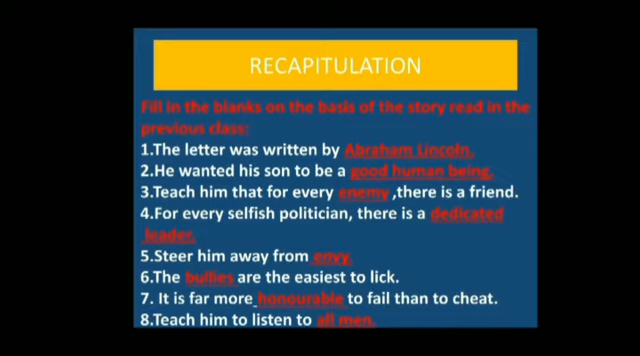 RECAPITULATION
Fill in the blanks on the basis of the story read in the
previous class:
1.The letter was written by Abraham Lincoln.
2.He wanted his son to be a good human being.
3.Teach him that for every enemy ,there is a friend.
4.For every selfish politician, there is a dedicated
leader.
5.Steer him away from envy.
6.The bullies are the easiest to lick.
7. It is far more honourable to fail than to cheat.
8.Teach him to listen to all men.